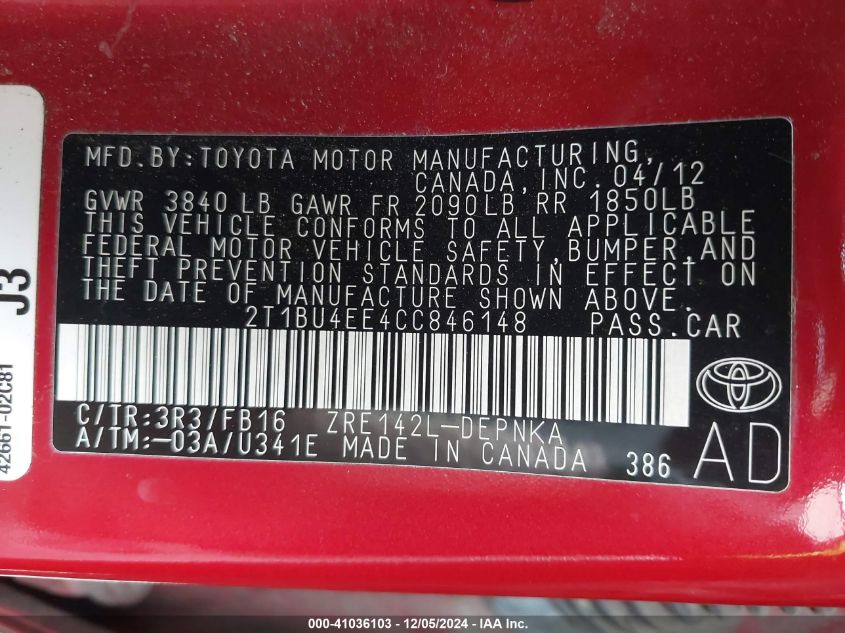 MFD.BY:TOYOTA MOTOR MANUFACTURING,
CANADA,INC.04/12
GVWR 3840 LB GAWR FR 2090LB RR 1850LB
THIS VEHICLE CONFORMS TO ALL APPLICABLE
FEDERAL MOTOR VEHICLE SAFETY,BUMPER,AND
THEFT PREVENTION STANDARDS IN EFFECT ON
THE DATE OF MANUFACTURE SHOWN ABOVE.
2T1BU4EE4CC846148 PASS.CAR
C/TR:3R3/FB16 ZRE142L-DEPNKA
A/TM:-03A/U341E MADE IN CANADA 386
AD
J3
42661-02C81
000-41036103 - 12/05/2024 - IAA Inc.